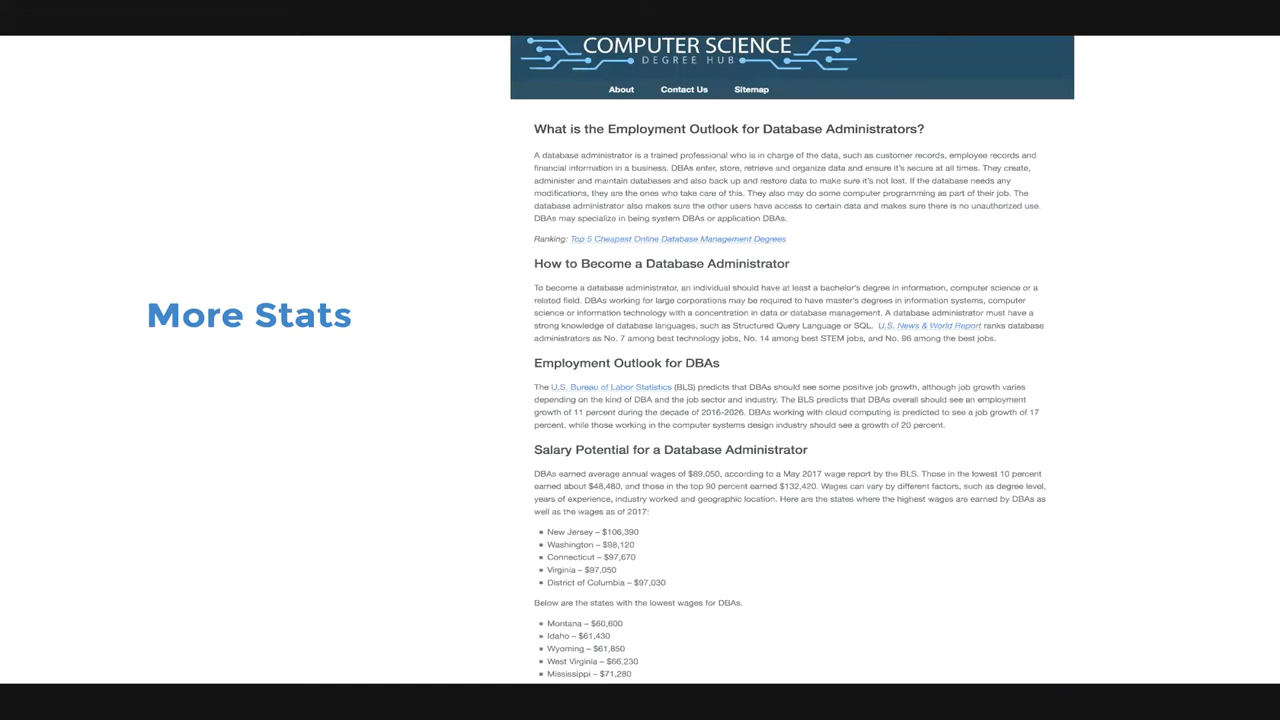 COMPUTER SCIENCE
DEGREE HUB
About Contact Us Sitemap
What is the Employment Outlook for Database Administrators?
A database administrator is a trained professional who is in charge of the data, such as customer records, employee records and
financial information in a business. DBAs enter, store, retrieve and organize data and ensure it's secure at all times. They create,
administer and maintain databases and also back up and restore data to make sure it's not lost. If the database needs any
modifications, they are the ones who take care of this. They also may do some computer programming as part of their job. The
database administrator also makes sure the other users have access to certain data and makes sure there is no unauthorized use.
DBAs may specialize in being system DBAs or application DBAs.
Ranking: Top 5 Cheapest Online Database Management Degrees
How to Become a Database Administrator
To become a database administrator, an individual should have at least a bachelor's degree in information, computer science or a
related field. DBAs working for large corporations may be required to have master's degrees in information systems, computer
science or information technology with a concentration in data or database management. A database administrator must have a
strong knowledge of database languages, such as Structured Query Language or SQL. U.S. News & World Report ranks database
administrators as No. 7 among best technology jobs, No. 14 among best STEM jobs, and No. 96 among the best jobs.
More Stats
Employment Outlook for DBAs
The U.S. Bureau of Labor Statistics (BLS) predicts that DBAs should see some positive job growth, although job growth varies
depending on the kind of DBA and the job sector and industry. The BLS predicts that DBAs overall should see an employment
growth of 11 percent during the decade of 2016-2026. DBAs working with cloud computing is predicted to see a job growth of 17
percent, while those working in the computer systems design industry should see a growth of 20 percent.
Salary Potential for a Database Administrator
DBAs earned average annual wages of $89,050, according to a May 2017 wage report by the BLS. Those in the lowest 10 percent
earned about $48,480, and those in the top 90 percent earned $132,420. Wages can vary by different factors, such as degree level,
years of experience, industry worked and geographic location. Here are the states where the highest wages are earned by DBAs as
well as the wages as of 2017:
New Jersey – $106,390
Washington – $98,120
Connecticut – $97,670
Virginia – $97,050
District of Columbia – $97,030
Below are the states with the lowest wages for DBAs.
Montana – $60,600
Idaho – $61,430
Wyoming – $61,850
West Virginia – $66,230
Mississippi – $71,280